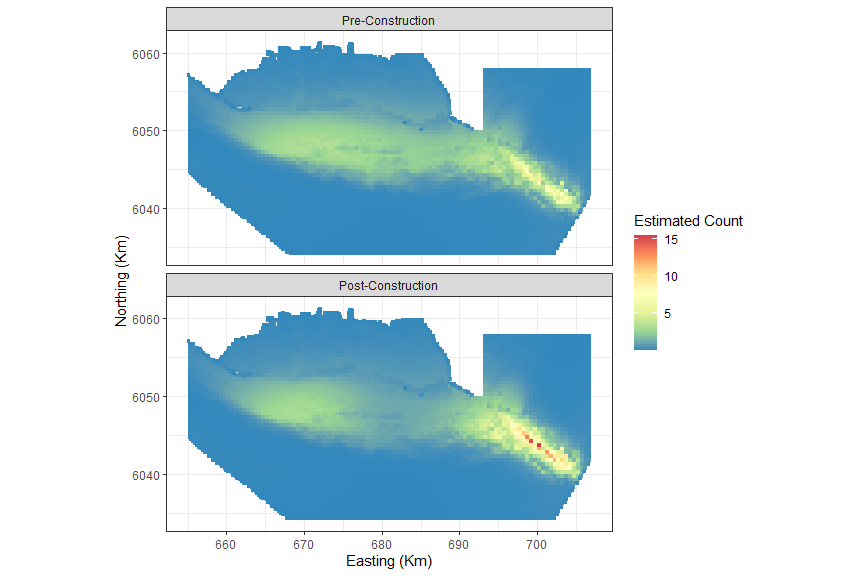 Pre-Construction
6060
6050
6040
Post-Construction
6060
6050
6040
660
670
680
690
700
Easting (Km)
Northing (Km)
Estimated Count
15
10
5